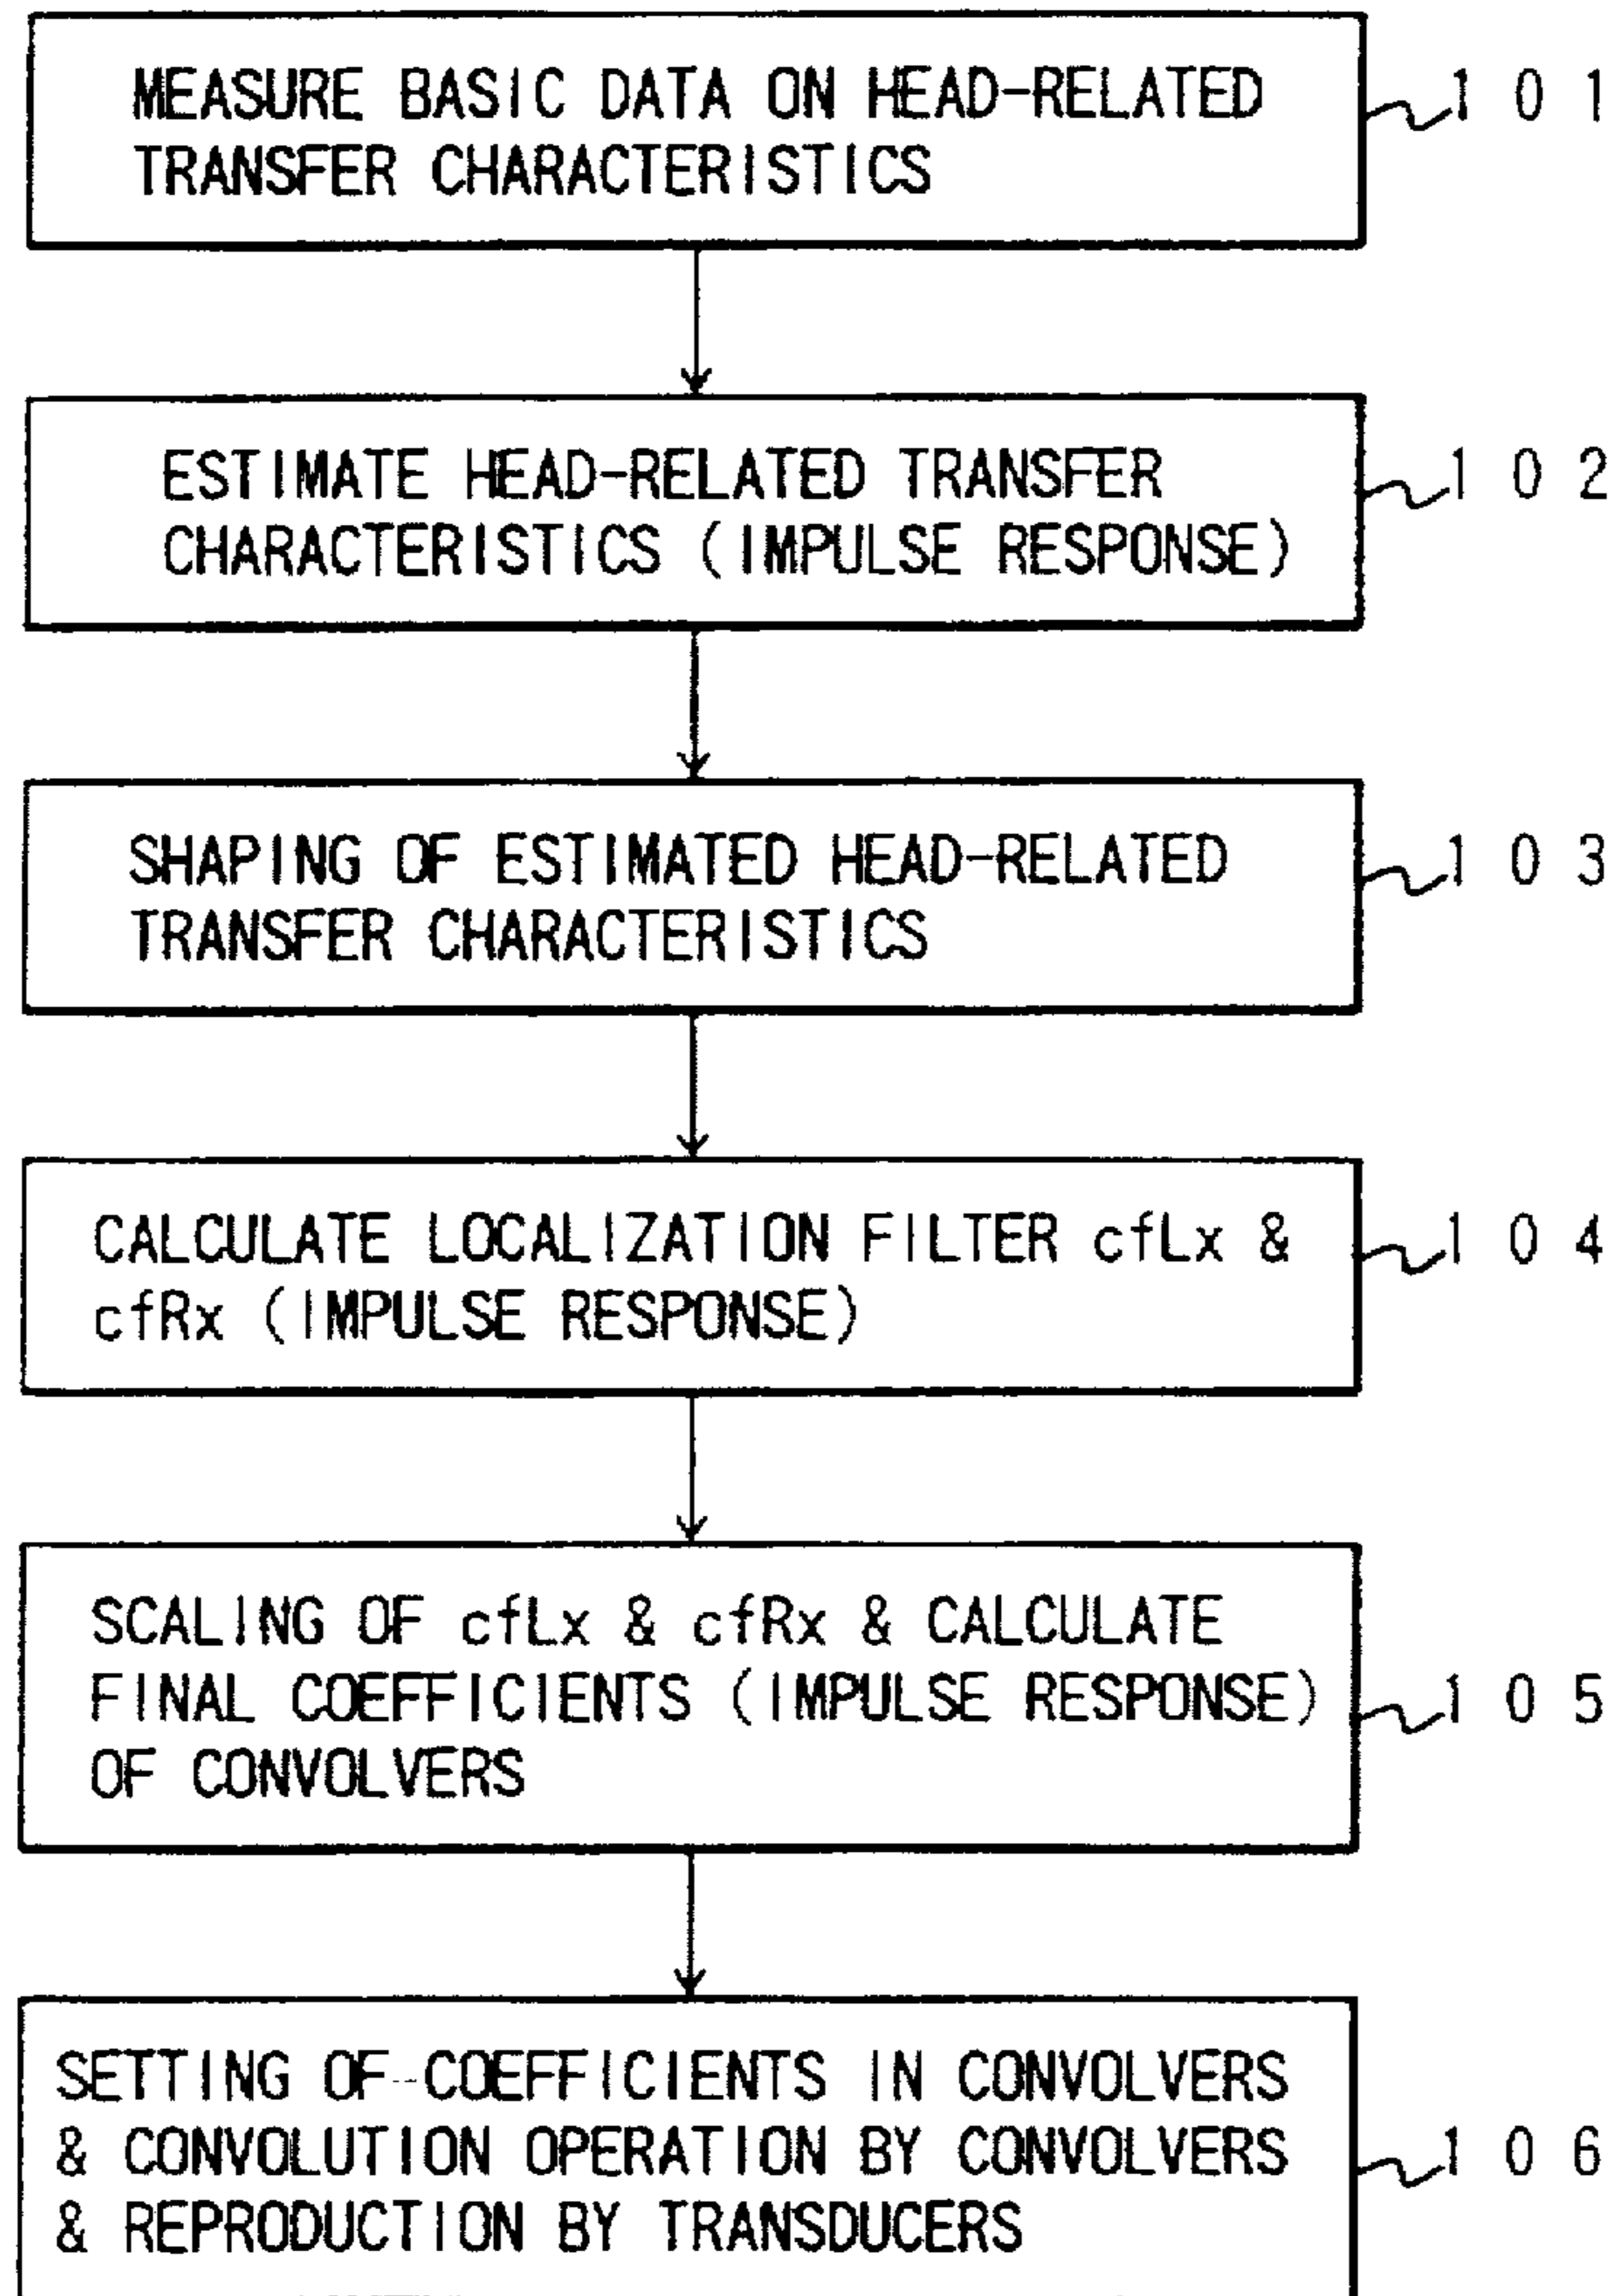 MEASURE BASIC DATA ON HEAD-RELATED
TRANSFER CHARACTERISTICS
101
ESTIMATE HEAD-RELATED TRANSFER
CHARACTERISTICS (IMPULSE RESPONSE)
102
SHAPING OF ESTIMATED HEAD-RELATED
TRANSFER CHARACTERISTICS
103
CALCULATE LOCALIZATION FILTER cfLx &
cfRx (IMPULSE RESPONSE)
104
SCALING OF cfLx & cfRx & CALCULATE
FINAL COEFFICIENTS (IMPULSE RESPONSE)
OF CONVOLVERS
105
SETTING OF COEFFICIENTS IN CONVOLVERS
& CONVOLUTION OPERATION BY CONVOLVERS
& REPRODUCTION BY TRANSDUCERS
106